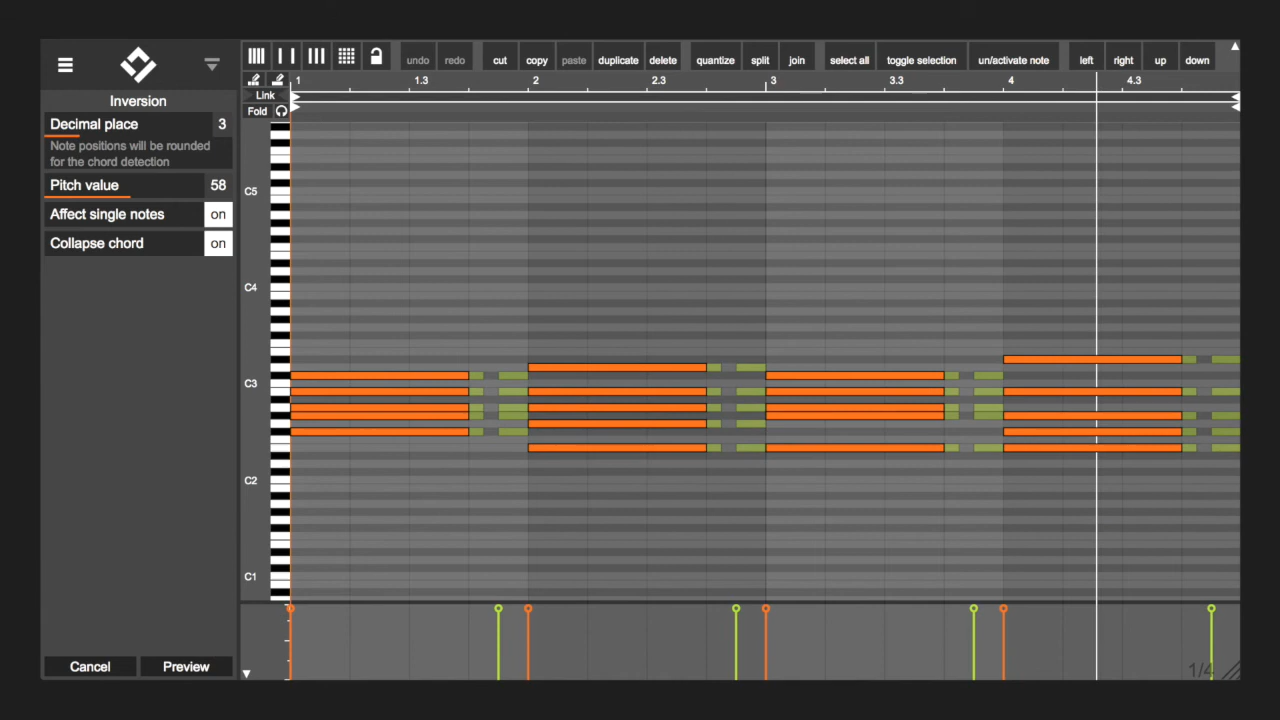 undo redo cut copy paste duplicate delete quantize split join select all toggle selection un/activate note left right up down
1 1.3 2 2.3 3 3.3 4 4.3
Link
Fold
Inversion
Decimal place 3
Note positions will be rounded
for the chord detection
Pitch value 58
Affect single notes on
Collapse chord on
C5
C4
C3
C2
C1
Cancel Preview
1/4